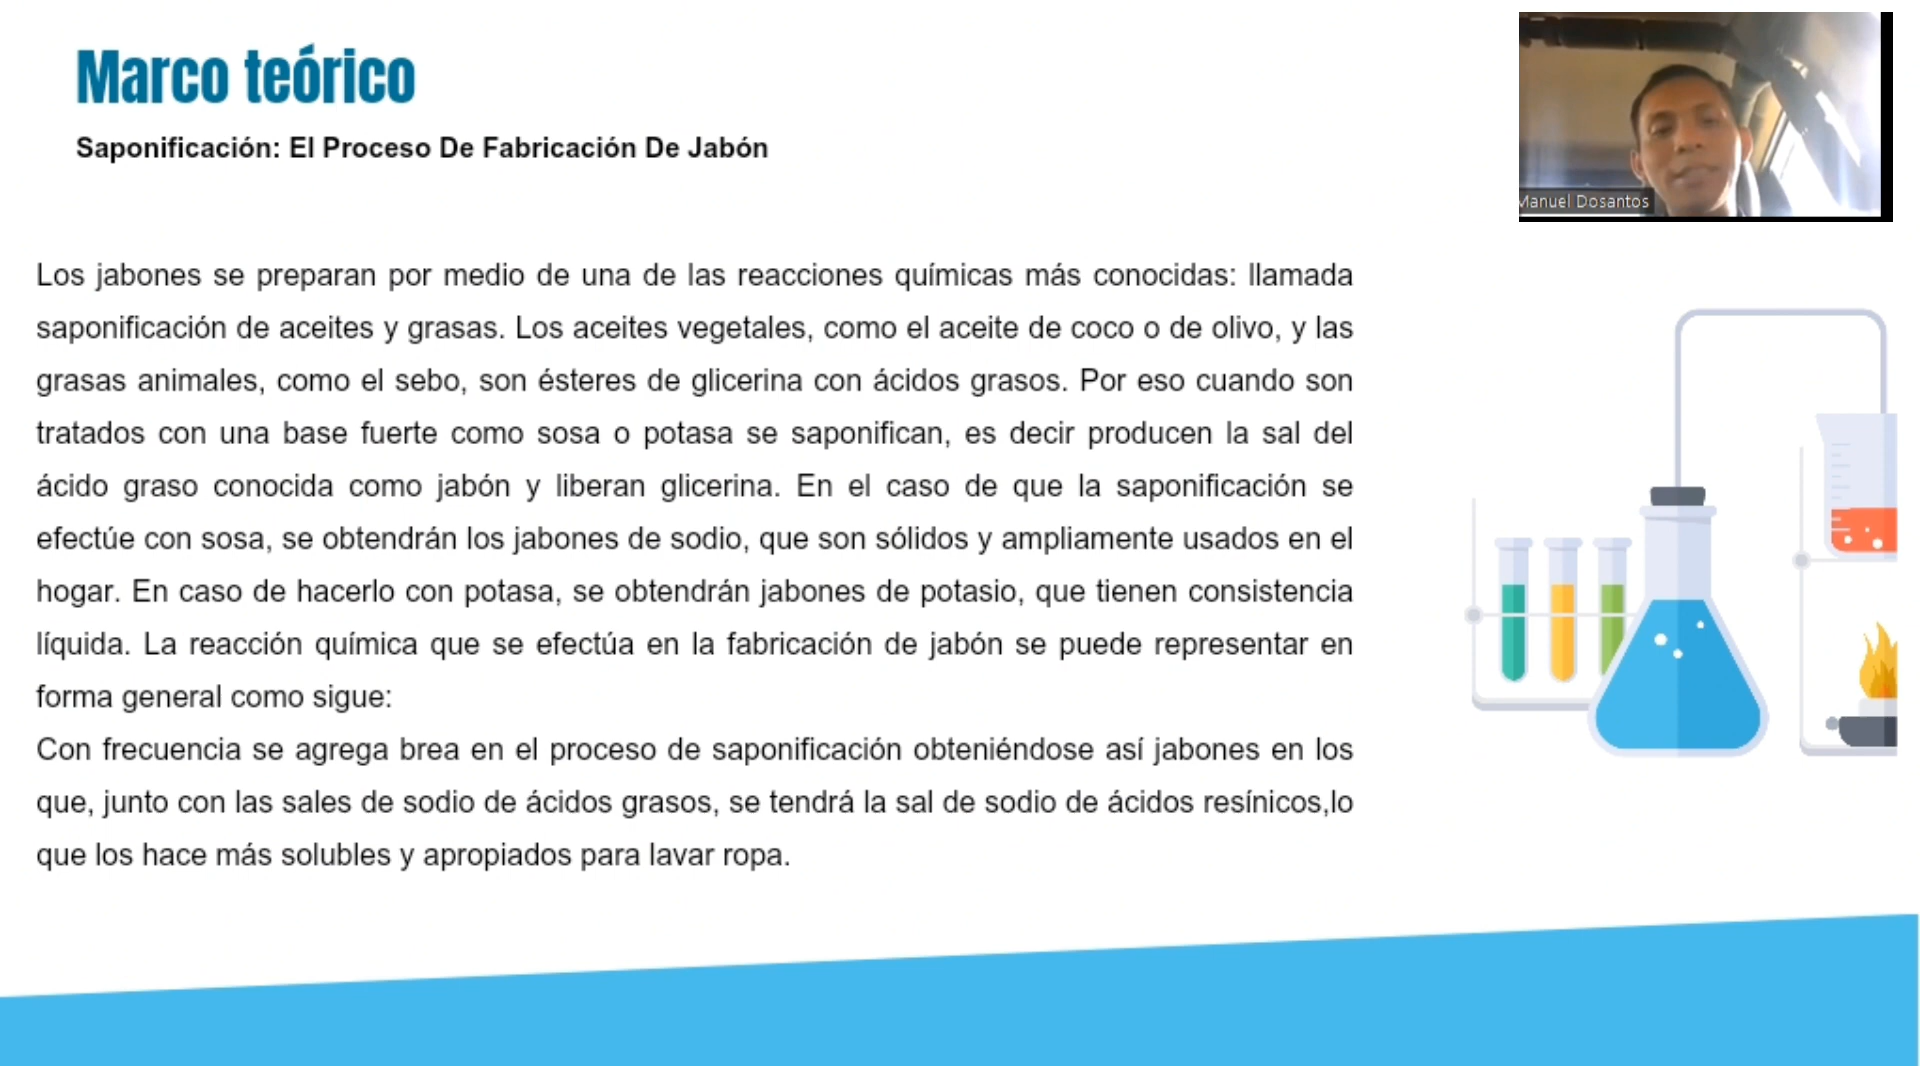 Marco teórico
Saponificación: El Proceso De Fabricación De Jabón
Manuel Dosantos
Los jabones se preparan por medio de una de las reacciones químicas más conocidas: llamada
saponificación de aceites y grasas. Los aceites vegetales, como el aceite de coco o de olivo, y las
grasas animales, como el sebo, son ésteres de glicerina con ácidos grasos. Por eso cuando son
tratados con una base fuerte como sosa o potasa se saponifican, es decir producen la sal del
ácido graso conocida como jabón y liberan glicerina. En el caso de que la saponificación se
efectúe con sosa, se obtendrán los jabones de sodio, que son sólidos y ampliamente usados en el
hogar. En caso de hacerlo con potasa, se obtendrán jabones de potasio, que tienen consistencia
líquida. La reacción química que se efectúa en la fabricación de jabón se puede representar en
forma general como sigue:
Con frecuencia se agrega brea en el proceso de saponificación obteniéndose así jabones en los
que, junto con las sales de sodio de ácidos grasos, se tendrá la sal de sodio de ácidos resínicos,lo
que los hace más solubles y apropiados para lavar ropa.